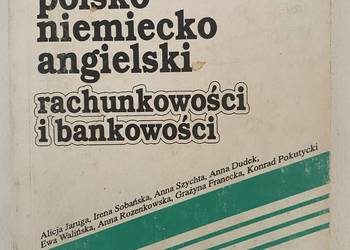 polsko
niemiecko
angielski
rachunkowości
i bankowości
Alicja Jaruga, Irena Sobańska, Anna Szychta, Anna Dudek,
Ewa Walińska, Anna Rozenkowska, Grażyna Franecka, Konrad Pokutycki